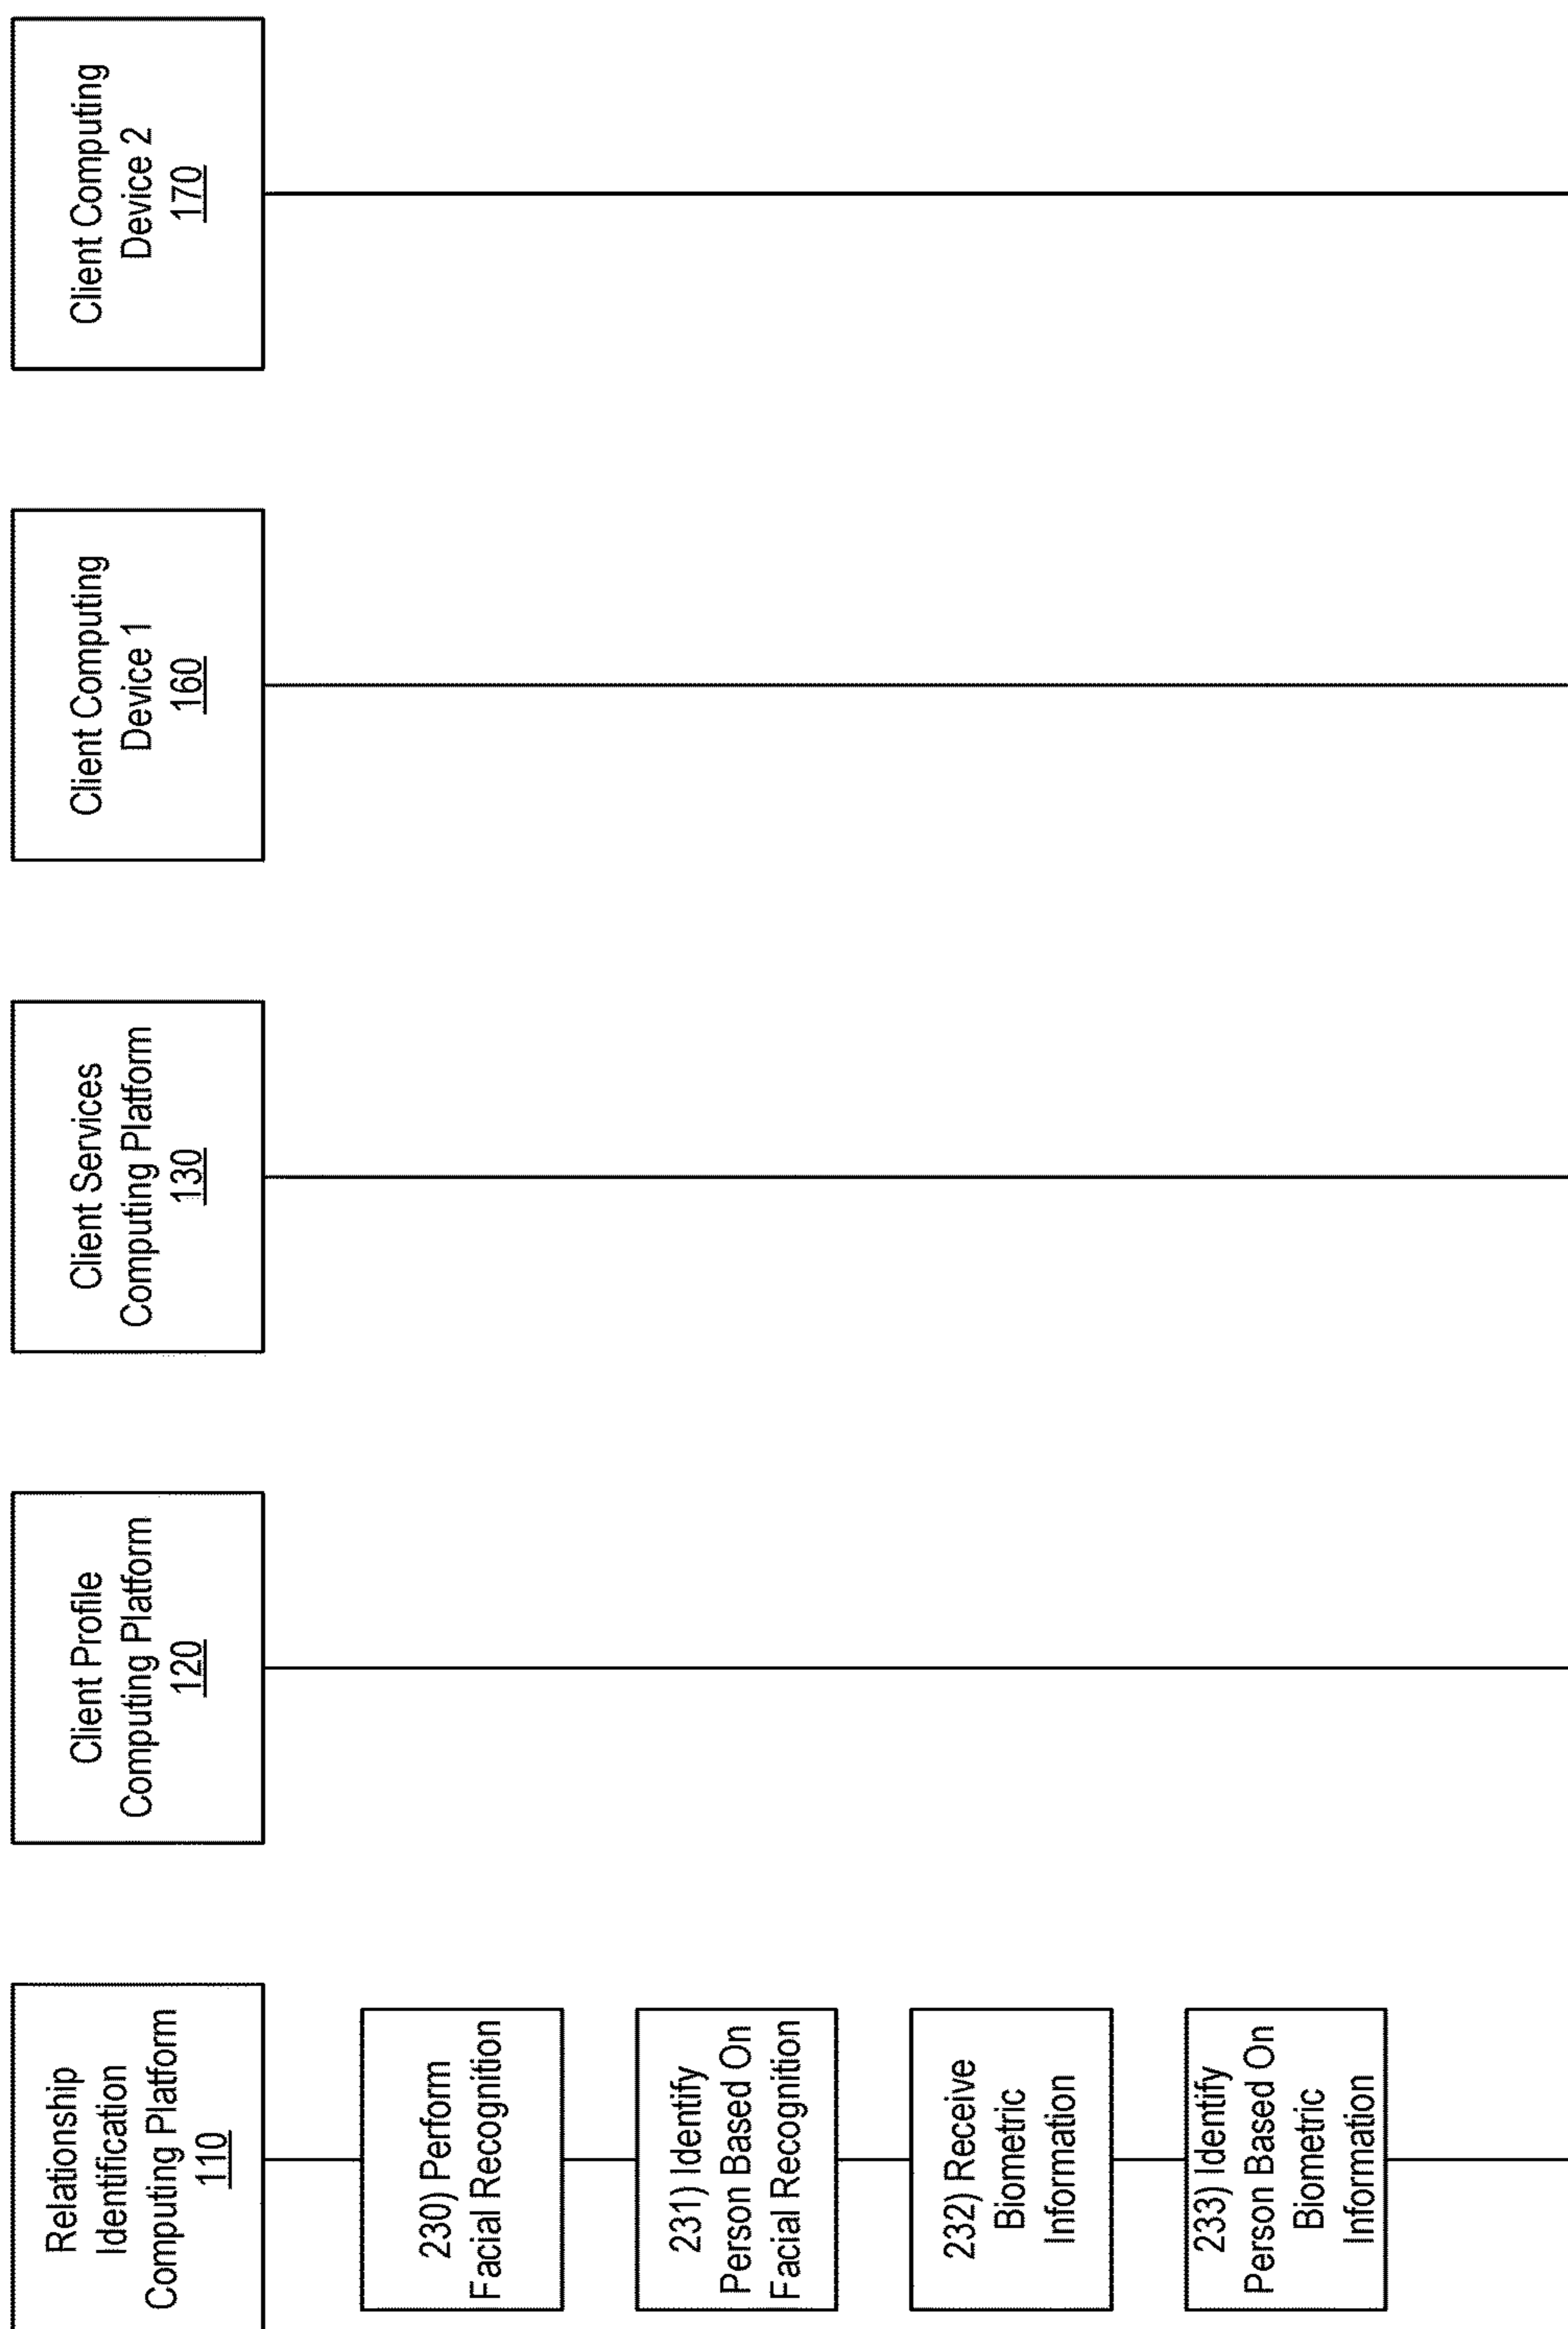 Relationship
Identification
Computing Platform
110
Client Profile
Computing Platform
120
Client Services
Computing Platform
130
Client Computing
Device 1
160
Client Computing
Device 2
170
230) Perform
Facial Recognition
231) Identify
Person Based On
Facial Recognition
232) Receive
Biometric
Information
233) Identify
Person Based On
Biometric
Information